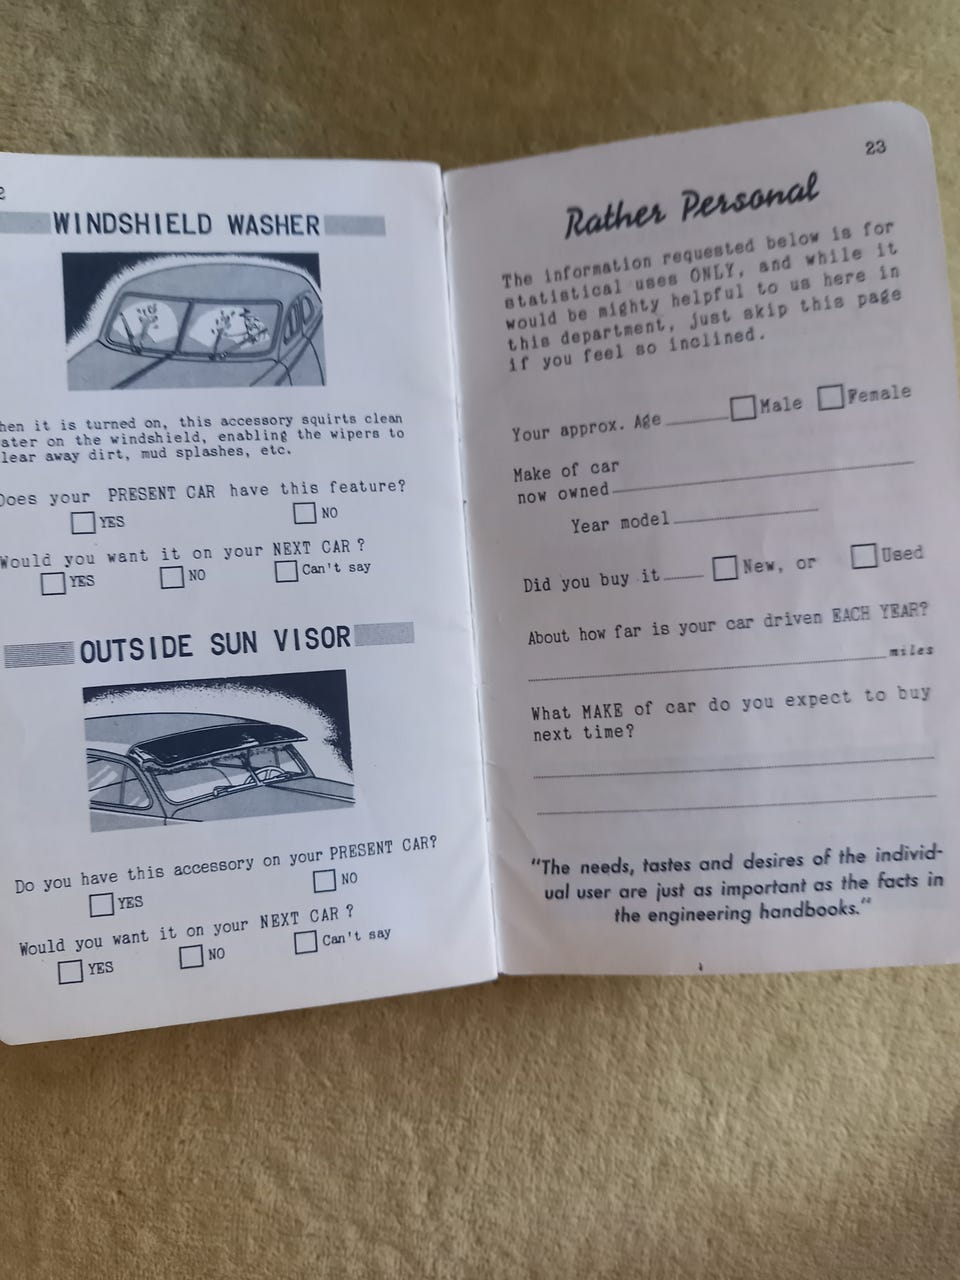 2
WINDSHIELD WASHER
hen it is turned on, this accessory squirts clean
ater on the windshield, enabling the wipers to
lear away dirt, mud splashes, etc.
Does your PRESENT CAR have this feature?
YES NO
Would you want it on your NEXT CAR?
YES NO Can't say
OUTSIDE SUN VISOR
Do you have this accessory on your PRESENT CAR?
YES NO
Would you want it on your NEXT CAR?
YES NO Can't say
23
Rather Personal
The information requested below is for
statistical uses ONLY, and while it
would be mighty helpful to us here in
this department, just skip this page
if you feel so inclined.
Your approx. Age Male Female
Make of car
now owned
Year model
Did you buy it New, or Used
About how far is your car driven EACH YEAR?
miles
What MAKE of car do you expect to buy
next time?
"The needs, tastes and desires of the individ-
ual user are just as important as the facts in
the engineering handbooks."